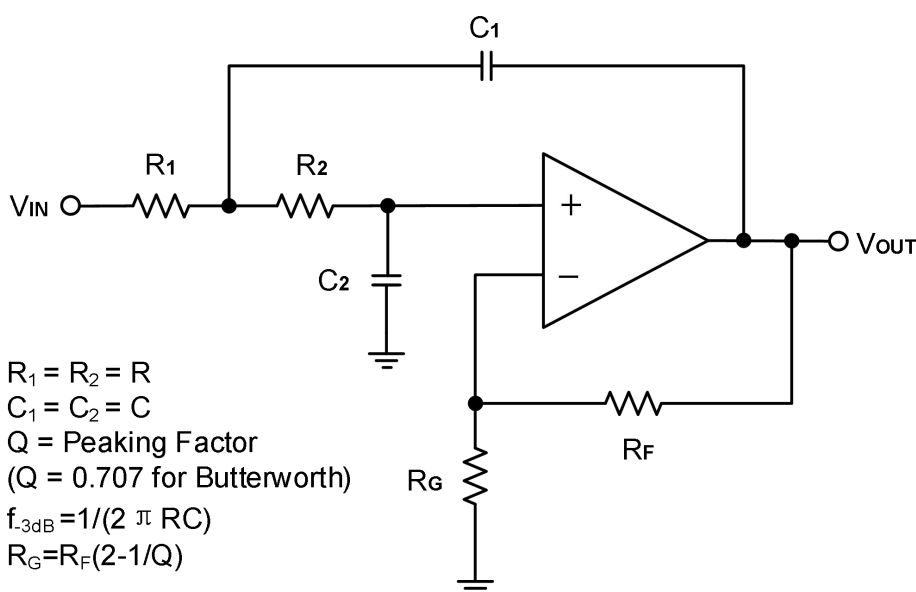 C1
R1
R2
VIN
+
VOUT
−
C2
R1 = R2 = R
C1 = C2 = C
Q = Peaking Factor
(Q = 0.707 for Butterworth)
f-3dB =1/(2 π RC)
RG=RF(2-1/Q)
RF
RG